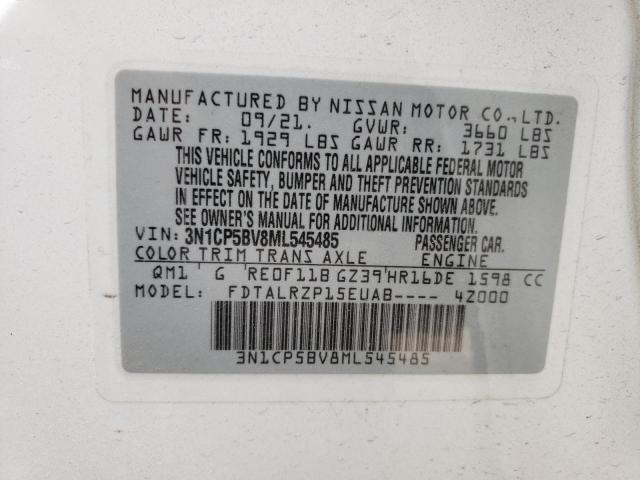 MANUFACTURED BY NISSAN MOTOR CO., LTD.
DATE: 09/21. GVWR: 3660 LBS
GAWR FR: 1929 LBS GAWR RR: 1731 LBS
THIS VEHICLE CONFORMS TO ALL APPLICABLE FEDERAL MOTOR
VEHICLE SAFETY, BUMPER AND THEFT PREVENTION STANDARDS
IN EFFECT ON THE DATE OF MANUFACTURE SHOWN ABOVE.
SEE OWNER'S MANUAL FOR ADDITIONAL INFORMATION.
VIN: 3N1CP5BV8ML545485 PASSENGER CAR.
COLOR TRIM TRANS AXLE ENGINE
QM1 G RE0F11B GZ39 HR16DE 1598 CC
MODEL: FDTALRZP15EUAB---- 4Z000
3N1CP5BV8ML545485